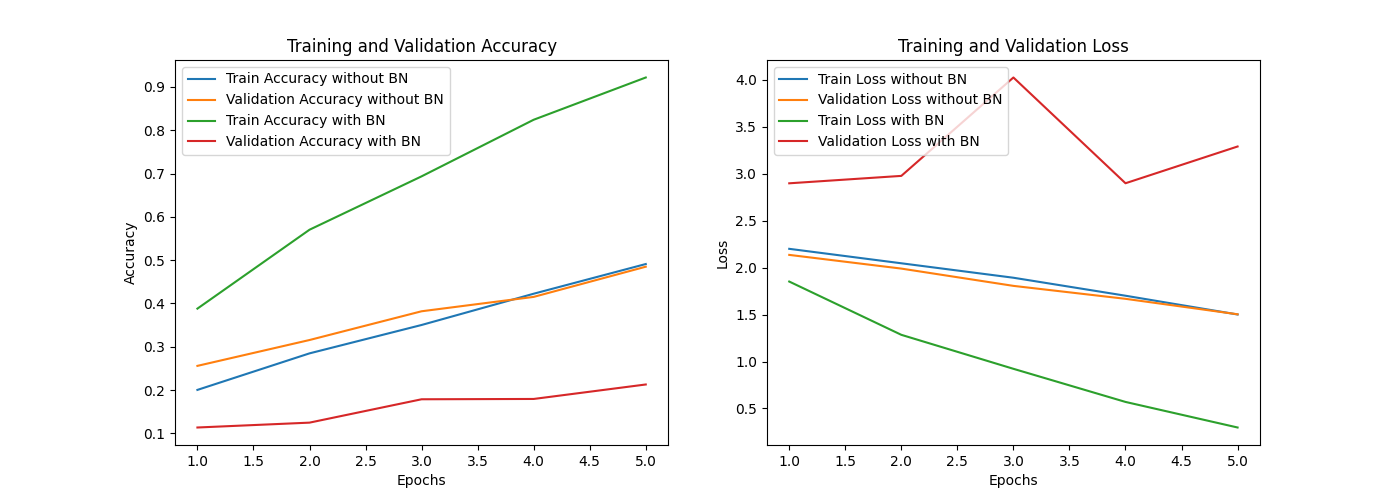 Training and Validation Accuracy
Train Accuracy without BN
Validation Accuracy without BN
Train Accuracy with BN
Validation Accuracy with BN
0.9
0.8
0.7
0.6
0.5
0.4
0.3
0.2
0.1
Accuracy
1.0 1.5 2.0 2.5 3.0 3.5 4.0 4.5 5.0
Epochs
Training and Validation Loss
Train Loss without BN
Validation Loss without BN
Train Loss with BN
Validation Loss with BN
4.0
3.5
3.0
2.5
2.0
1.5
1.0
0.5
Loss
1.0 1.5 2.0 2.5 3.0 3.5 4.0 4.5 5.0
Epochs